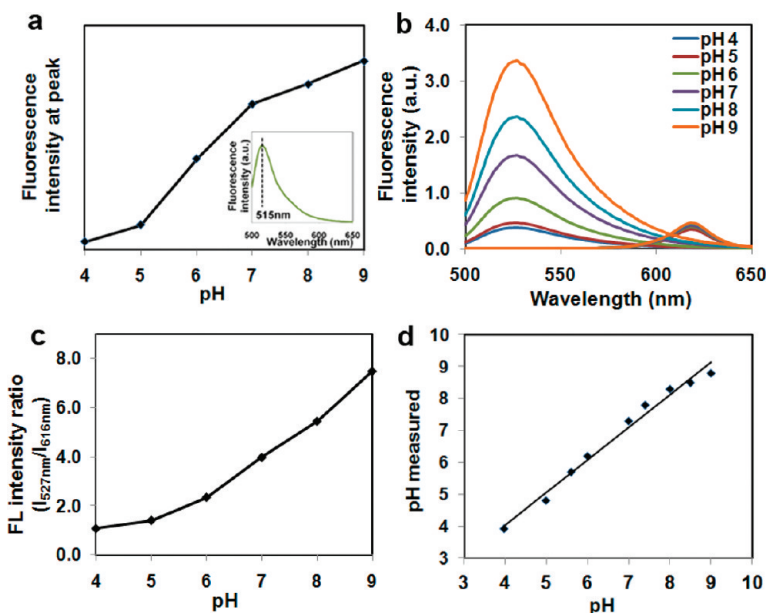 a
Fluorescence
intensity at peak
4 5 6 7 8 9
pH
Fluorescence
intensity (a.u.)
515nm
500 550 600 650
Wavelength (nm)
b
Fluorescence
intensity (a.u.)
4.0
3.0
2.0
1.0
0.0
500 550 600 650
Wavelength (nm)
pH 4
pH 5
pH 6
pH 7
pH 8
pH 9
c
FL intensity ratio
(I527nm/I616nm)
8.0
6.0
4.0
2.0
0.0
4 5 6 7 8 9
pH
d
pH measured
10
9
8
7
6
5
4
3
3 4 5 6 7 8 9 10
pH